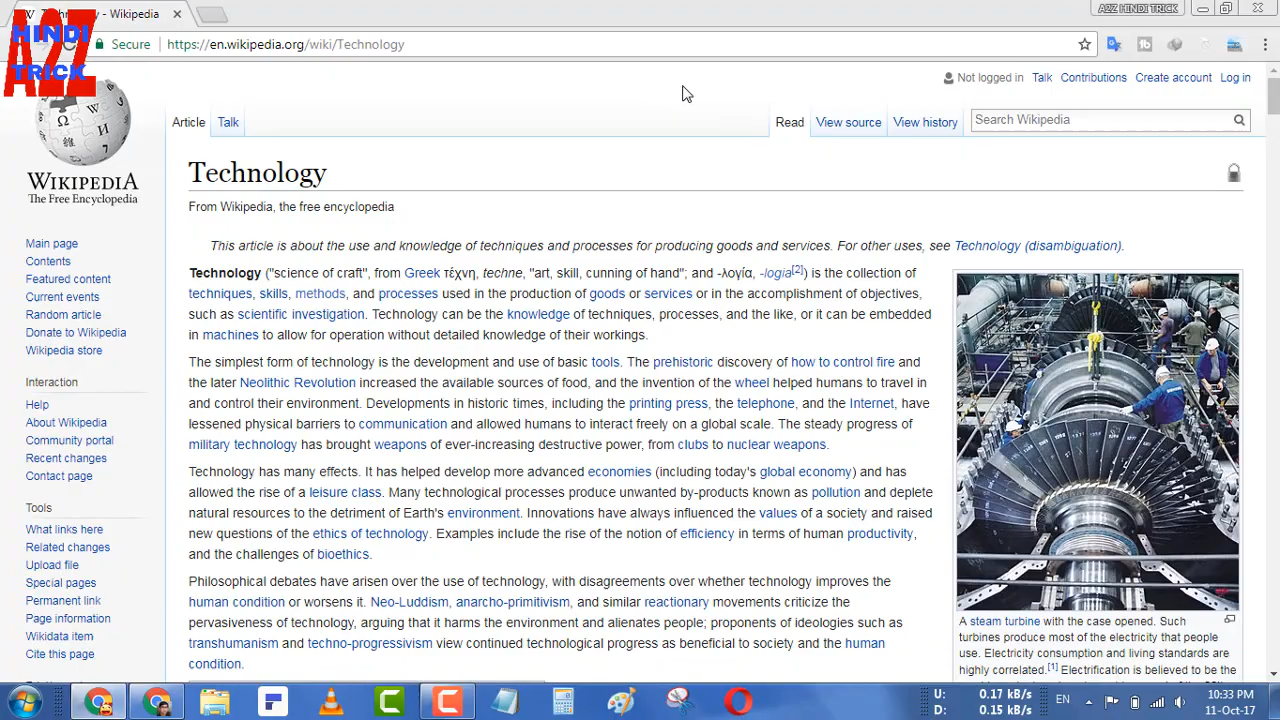 Wikipedia
A2Z HINDI TRICK
HINDI
A2Z
TRICK
Secure
https://en.wikipedia.org/wiki/Technology
Not logged in Talk Contributions Create account Log in
Article Talk
Read View source View history
Search Wikipedia
WIKIPEDIA
The Free Encyclopedia
Technology
From Wikipedia, the free encyclopedia
This article is about the use and knowledge of techniques and processes for producing goods and services. For other uses, see Technology (disambiguation).
Technology ("science of craft", from Greek τέχνη, techne, "art, skill, cunning of hand"; and -λογία, -logia[2]) is the collection of
techniques, skills, methods, and processes used in the production of goods or services or in the accomplishment of objectives,
such as scientific investigation. Technology can be the knowledge of techniques, processes, and the like, or it can be embedded
in machines to allow for operation without detailed knowledge of their workings.
The simplest form of technology is the development and use of basic tools. The prehistoric discovery of how to control fire and
the later Neolithic Revolution increased the available sources of food, and the invention of the wheel helped humans to travel in
and control their environment. Developments in historic times, including the printing press, the telephone, and the Internet, have
lessened physical barriers to communication and allowed humans to interact freely on a global scale. The steady progress of
military technology has brought weapons of ever-increasing destructive power, from clubs to nuclear weapons.
Technology has many effects. It has helped develop more advanced economies (including today's global economy) and has
allowed the rise of a leisure class. Many technological processes produce unwanted by-products known as pollution and deplete
natural resources to the detriment of Earth's environment. Innovations have always influenced the values of a society and raised
new questions of the ethics of technology. Examples include the rise of the notion of efficiency in terms of human productivity,
and the challenges of bioethics.
Philosophical debates have arisen over the use of technology, with disagreements over whether technology improves the
human condition or worsens it. Neo-Luddism, anarcho-primitivism, and similar reactionary movements criticize the
pervasiveness of technology, arguing that it harms the environment and alienates people; proponents of ideologies such as
transhumanism and techno-progressivism view continued technological progress as beneficial to society and the human
condition.
Main page
Contents
Featured content
Current events
Random article
Donate to Wikipedia
Wikipedia store
Interaction
Help
About Wikipedia
Community portal
Recent changes
Contact page
Tools
What links here
Related changes
Upload file
Special pages
Permanent link
Page information
Wikidata item
Cite this page
A steam turbine with the case opened. Such
turbines produce most of the electricity that people
use. Electricity consumption and living standards are
highly correlated.[1] Electrification is believed to be the
U: 0.17 kB/s
D: 0.15 kB/s
EN
10:33 PM
11-Oct-17